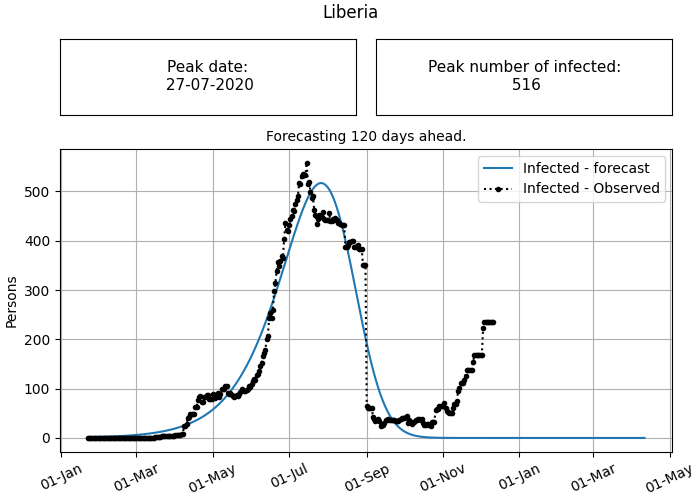 Liberia
Peak date:
27-07-2020
Peak number of infected:
516
Forecasting 120 days ahead.
Infected - forecast
Infected - Observed
Persons
500
400
300
200
100
0
01-Jan
01-Mar
01-May
01-Jul
01-Sep
01-Nov
01-Jan
01-Mar
01-May